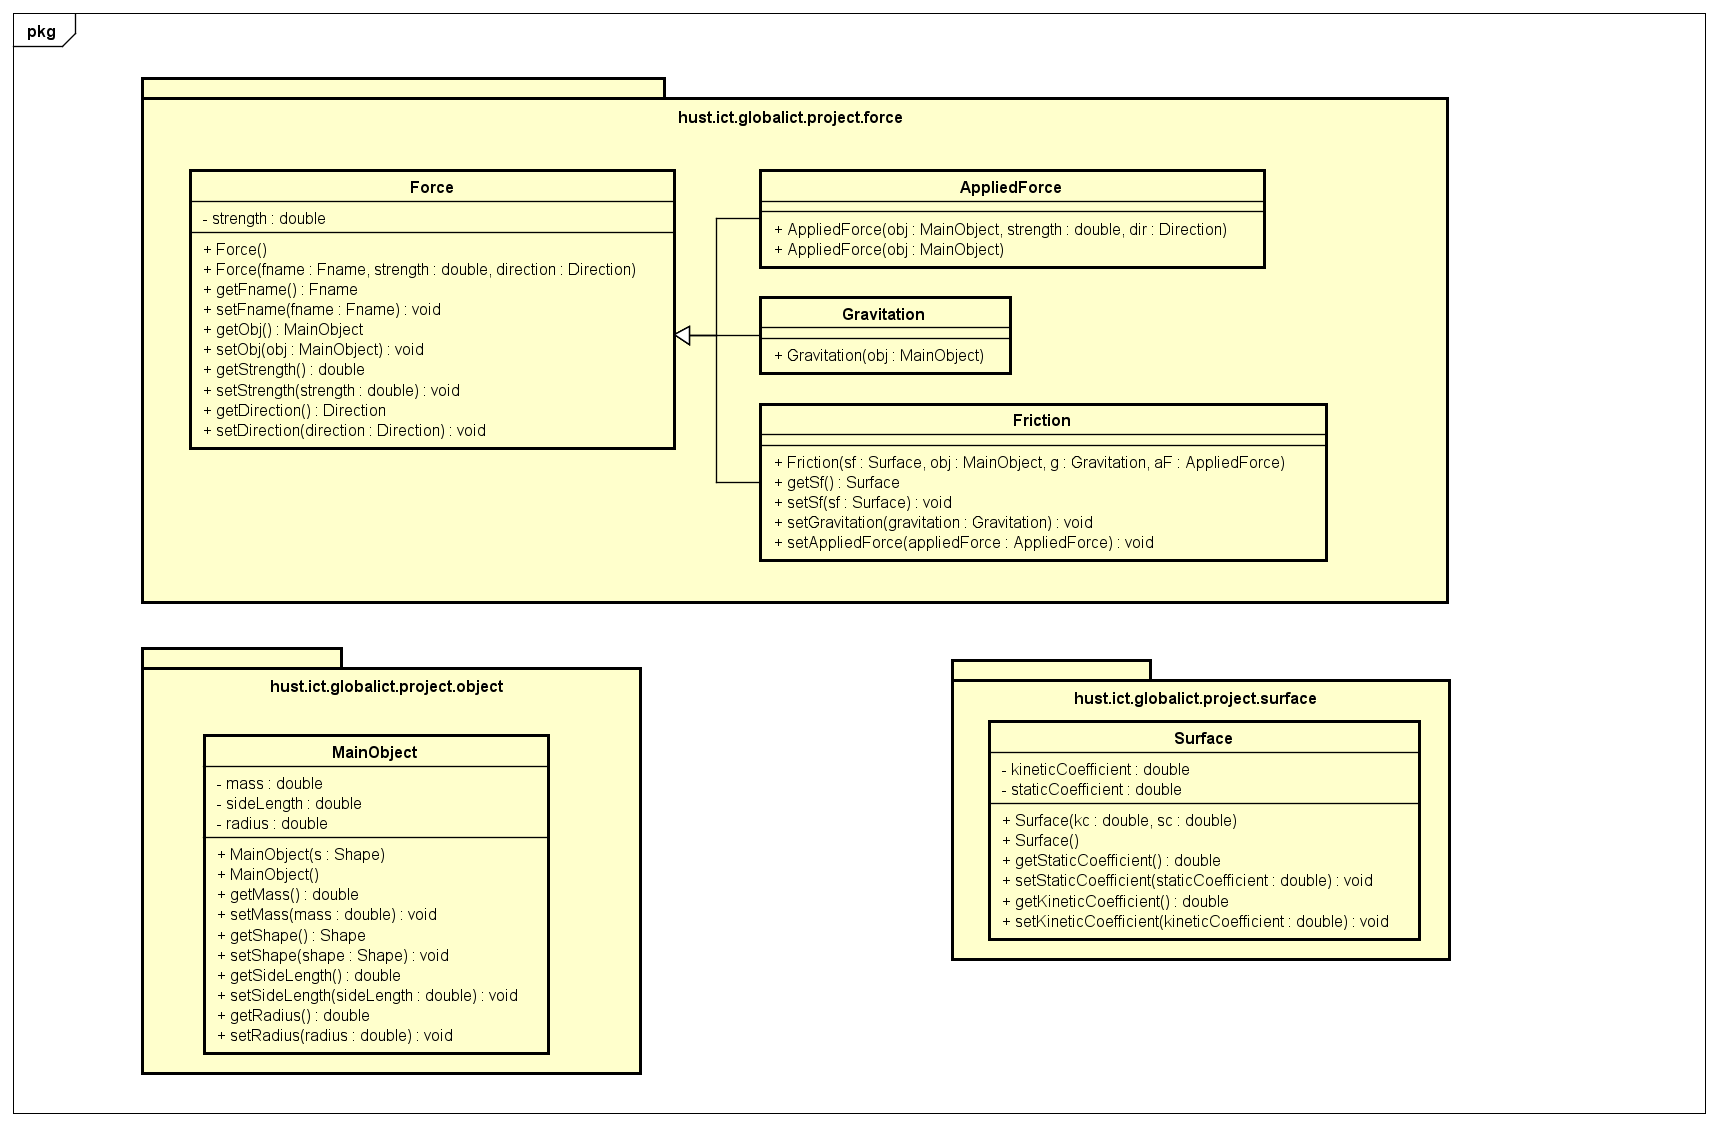 pkg
hust.ict.globalict.project.force
Force
- strength : double
+ Force()
+ Force(fname : Fname, strength : double, direction : Direction)
+ getFname() : Fname
+ setFname(fname : Fname) : void
+ getObj() : MainObject
+ setObj(obj : MainObject) : void
+ getStrength() : double
+ setStrength(strength : double) : void
+ getDirection() : Direction
+ setDirection(direction : Direction) : void
AppliedForce
+ AppliedForce(obj : MainObject, strength : double, dir : Direction)
+ AppliedForce(obj : MainObject)
Gravitation
+ Gravitation(obj : MainObject)
Friction
+ Friction(sf : Surface, obj : MainObject, g : Gravitation, aF : AppliedForce)
+ getSf() : Surface
+ setSf(sf : Surface) : void
+ setGravitation(gravitation : Gravitation) : void
+ setAppliedForce(appliedForce : AppliedForce) : void
hust.ict.globalict.project.object
MainObject
- mass : double
- sideLength : double
- radius : double
+ MainObject(s : Shape)
+ MainObject()
+ getMass() : double
+ setMass(mass : double) : void
+ getShape() : Shape
+ setShape(shape : Shape) : void
+ getSideLength() : double
+ setSideLength(sideLength : double) : void
+ getRadius() : double
+ setRadius(radius : double) : void
hust.ict.globalict.project.surface
Surface
- kineticCoefficient : double
- staticCoefficient : double
+ Surface(kc : double, sc : double)
+ Surface()
+ getStaticCoefficient() : double
+ setStaticCoefficient(staticCoefficient : double) : void
+ getKineticCoefficient() : double
+ setKineticCoefficient(kineticCoefficient : double) : void